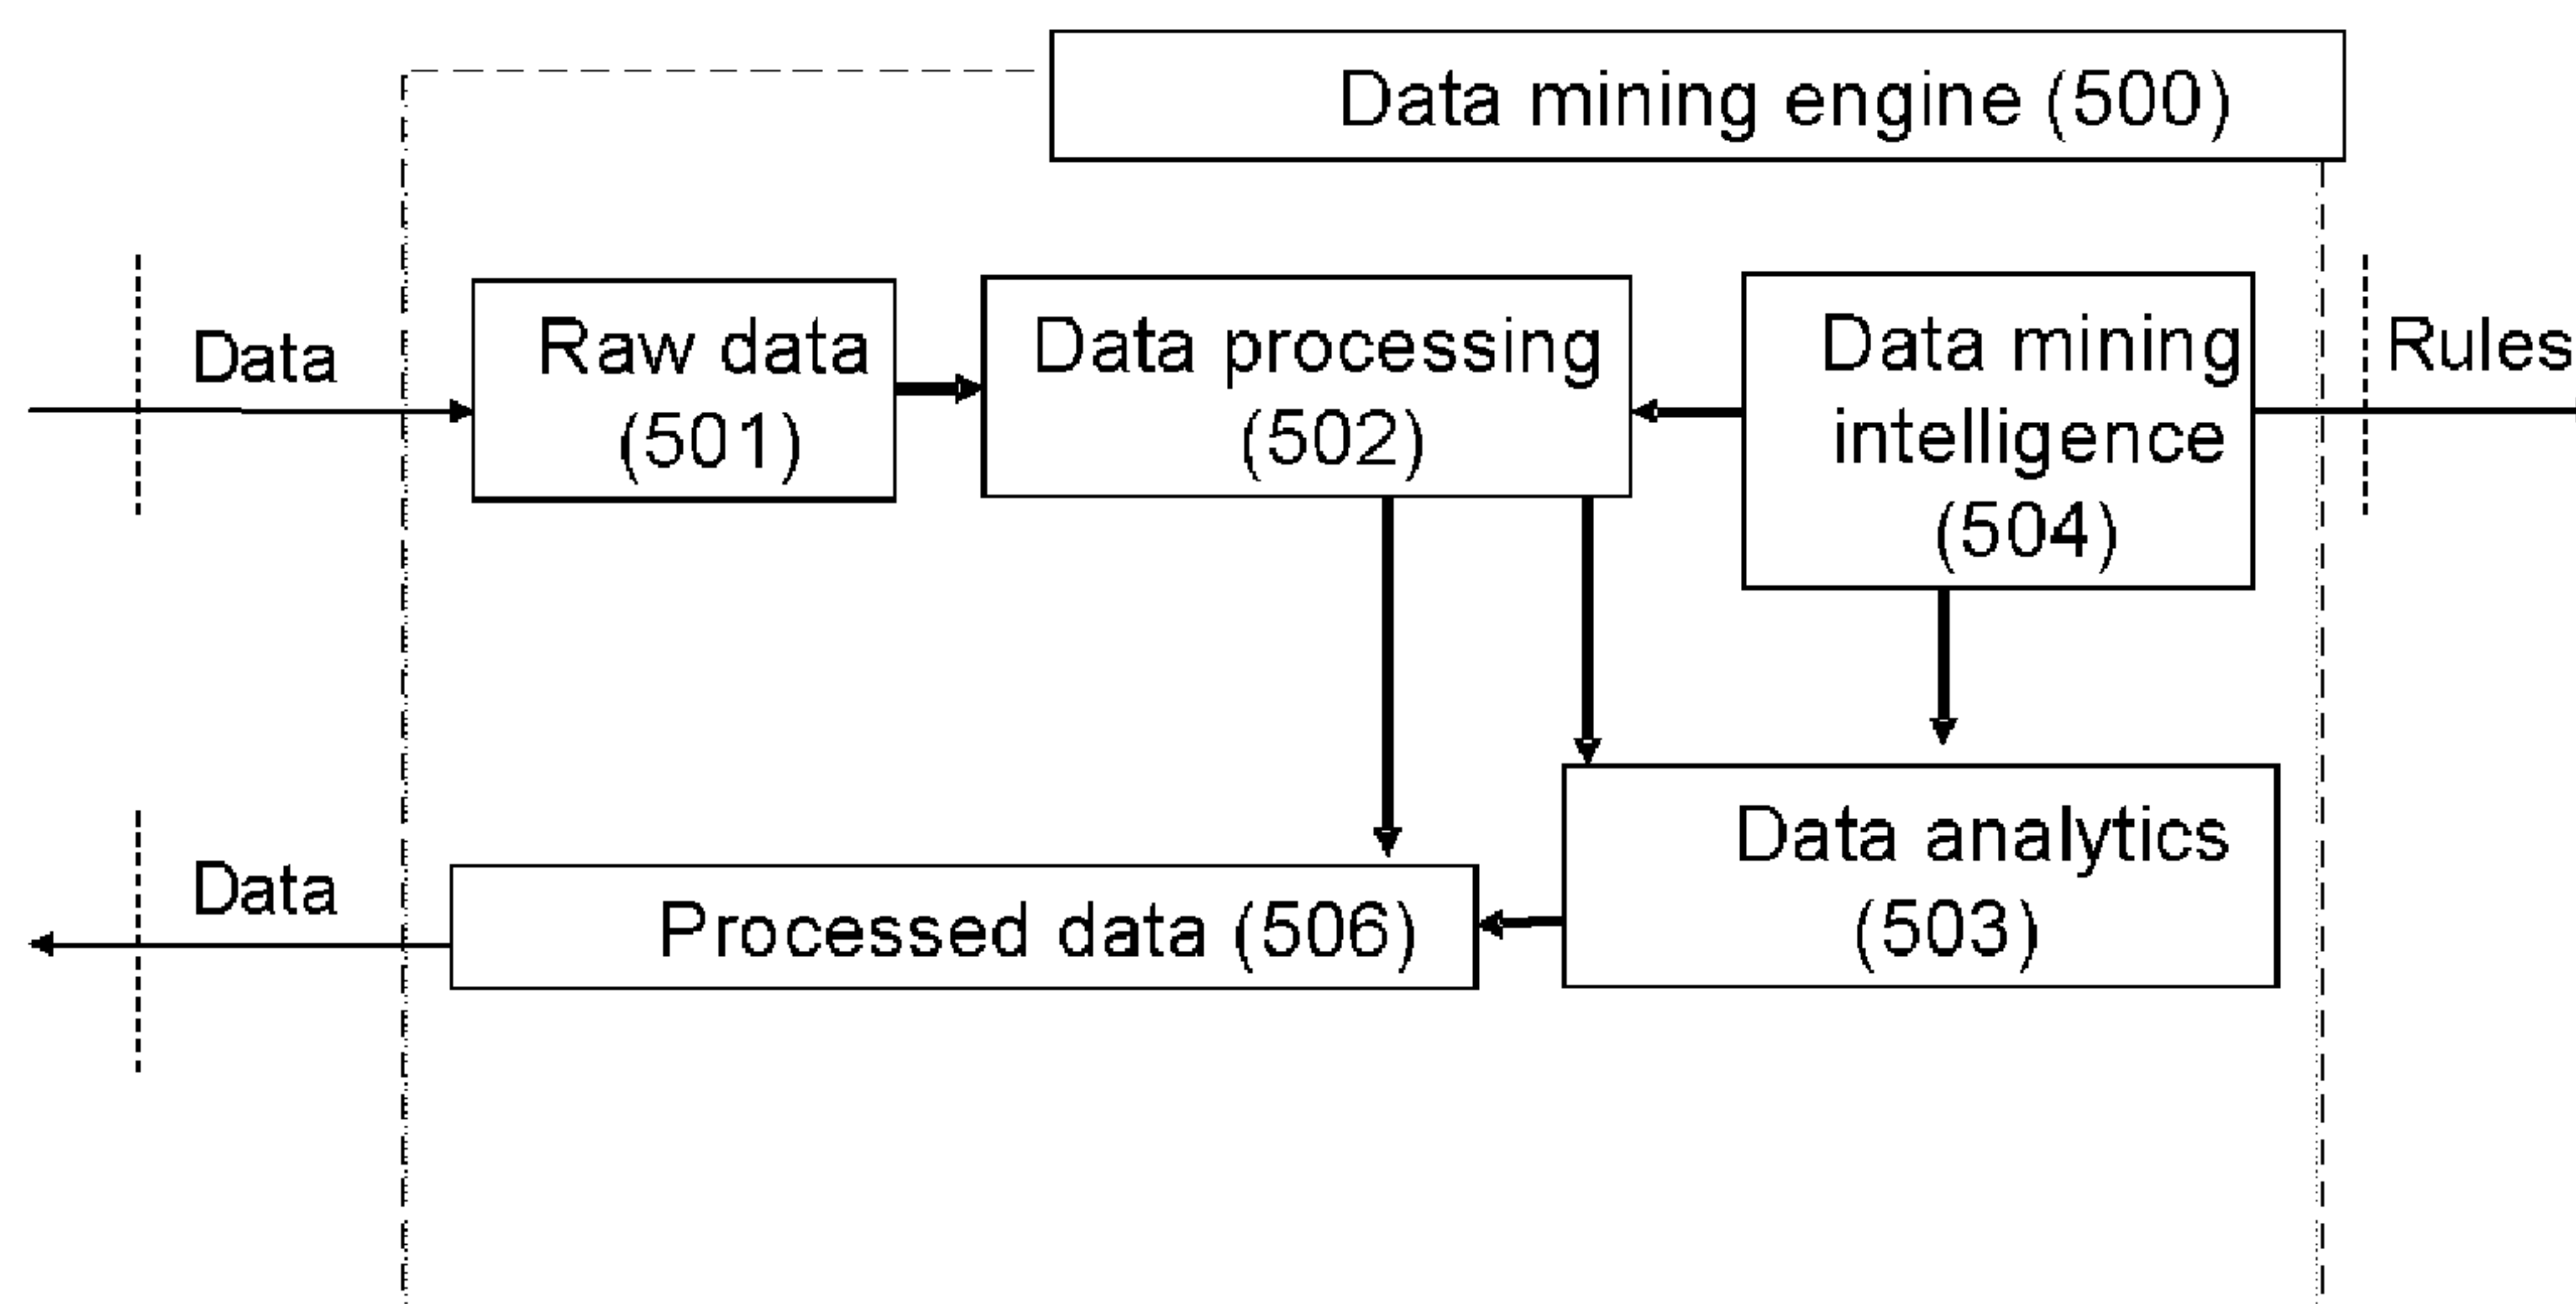 Data mining engine (500)
Data
Raw data
(501)
Data processing
(502)
Data mining
intelligence
(504)
Rules
Data
Processed data (506)
Data analytics
(503)